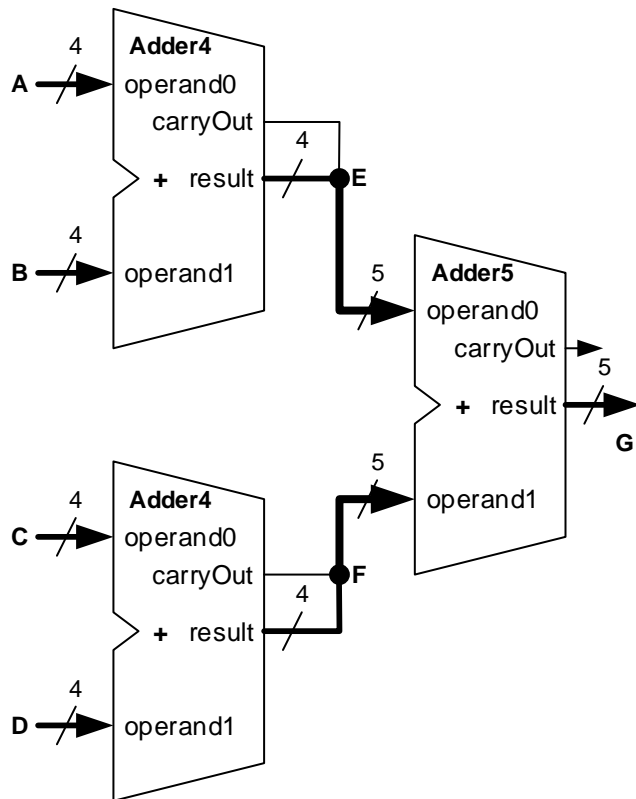 4
Adder4
A
operand0
carryOut
4
+ result
E
4
B
operand1
5
Adder5
operand0
carryOut
5
+ result
G
5
operand1
4
Adder4
C
operand0
carryOut
F
4
+ result
4
D
operand1